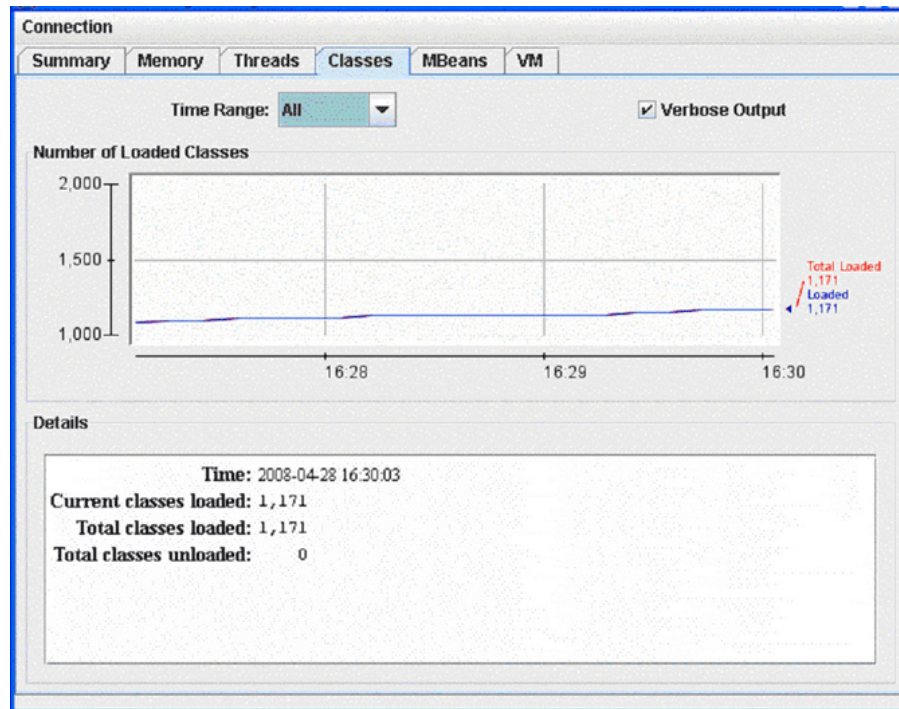 Connection
Summary Memory Threads Classes MBeans VM
Time Range: All Verbose Output
Number of Loaded Classes
2,000
1,500
1,000
Total Loaded
1,171
Loaded
1,171
16:28 16:29 16:30
Details
Time: 2008-04-28 16:30:03
Current classes loaded: 1,171
Total classes loaded: 1,171
Total classes unloaded: 0